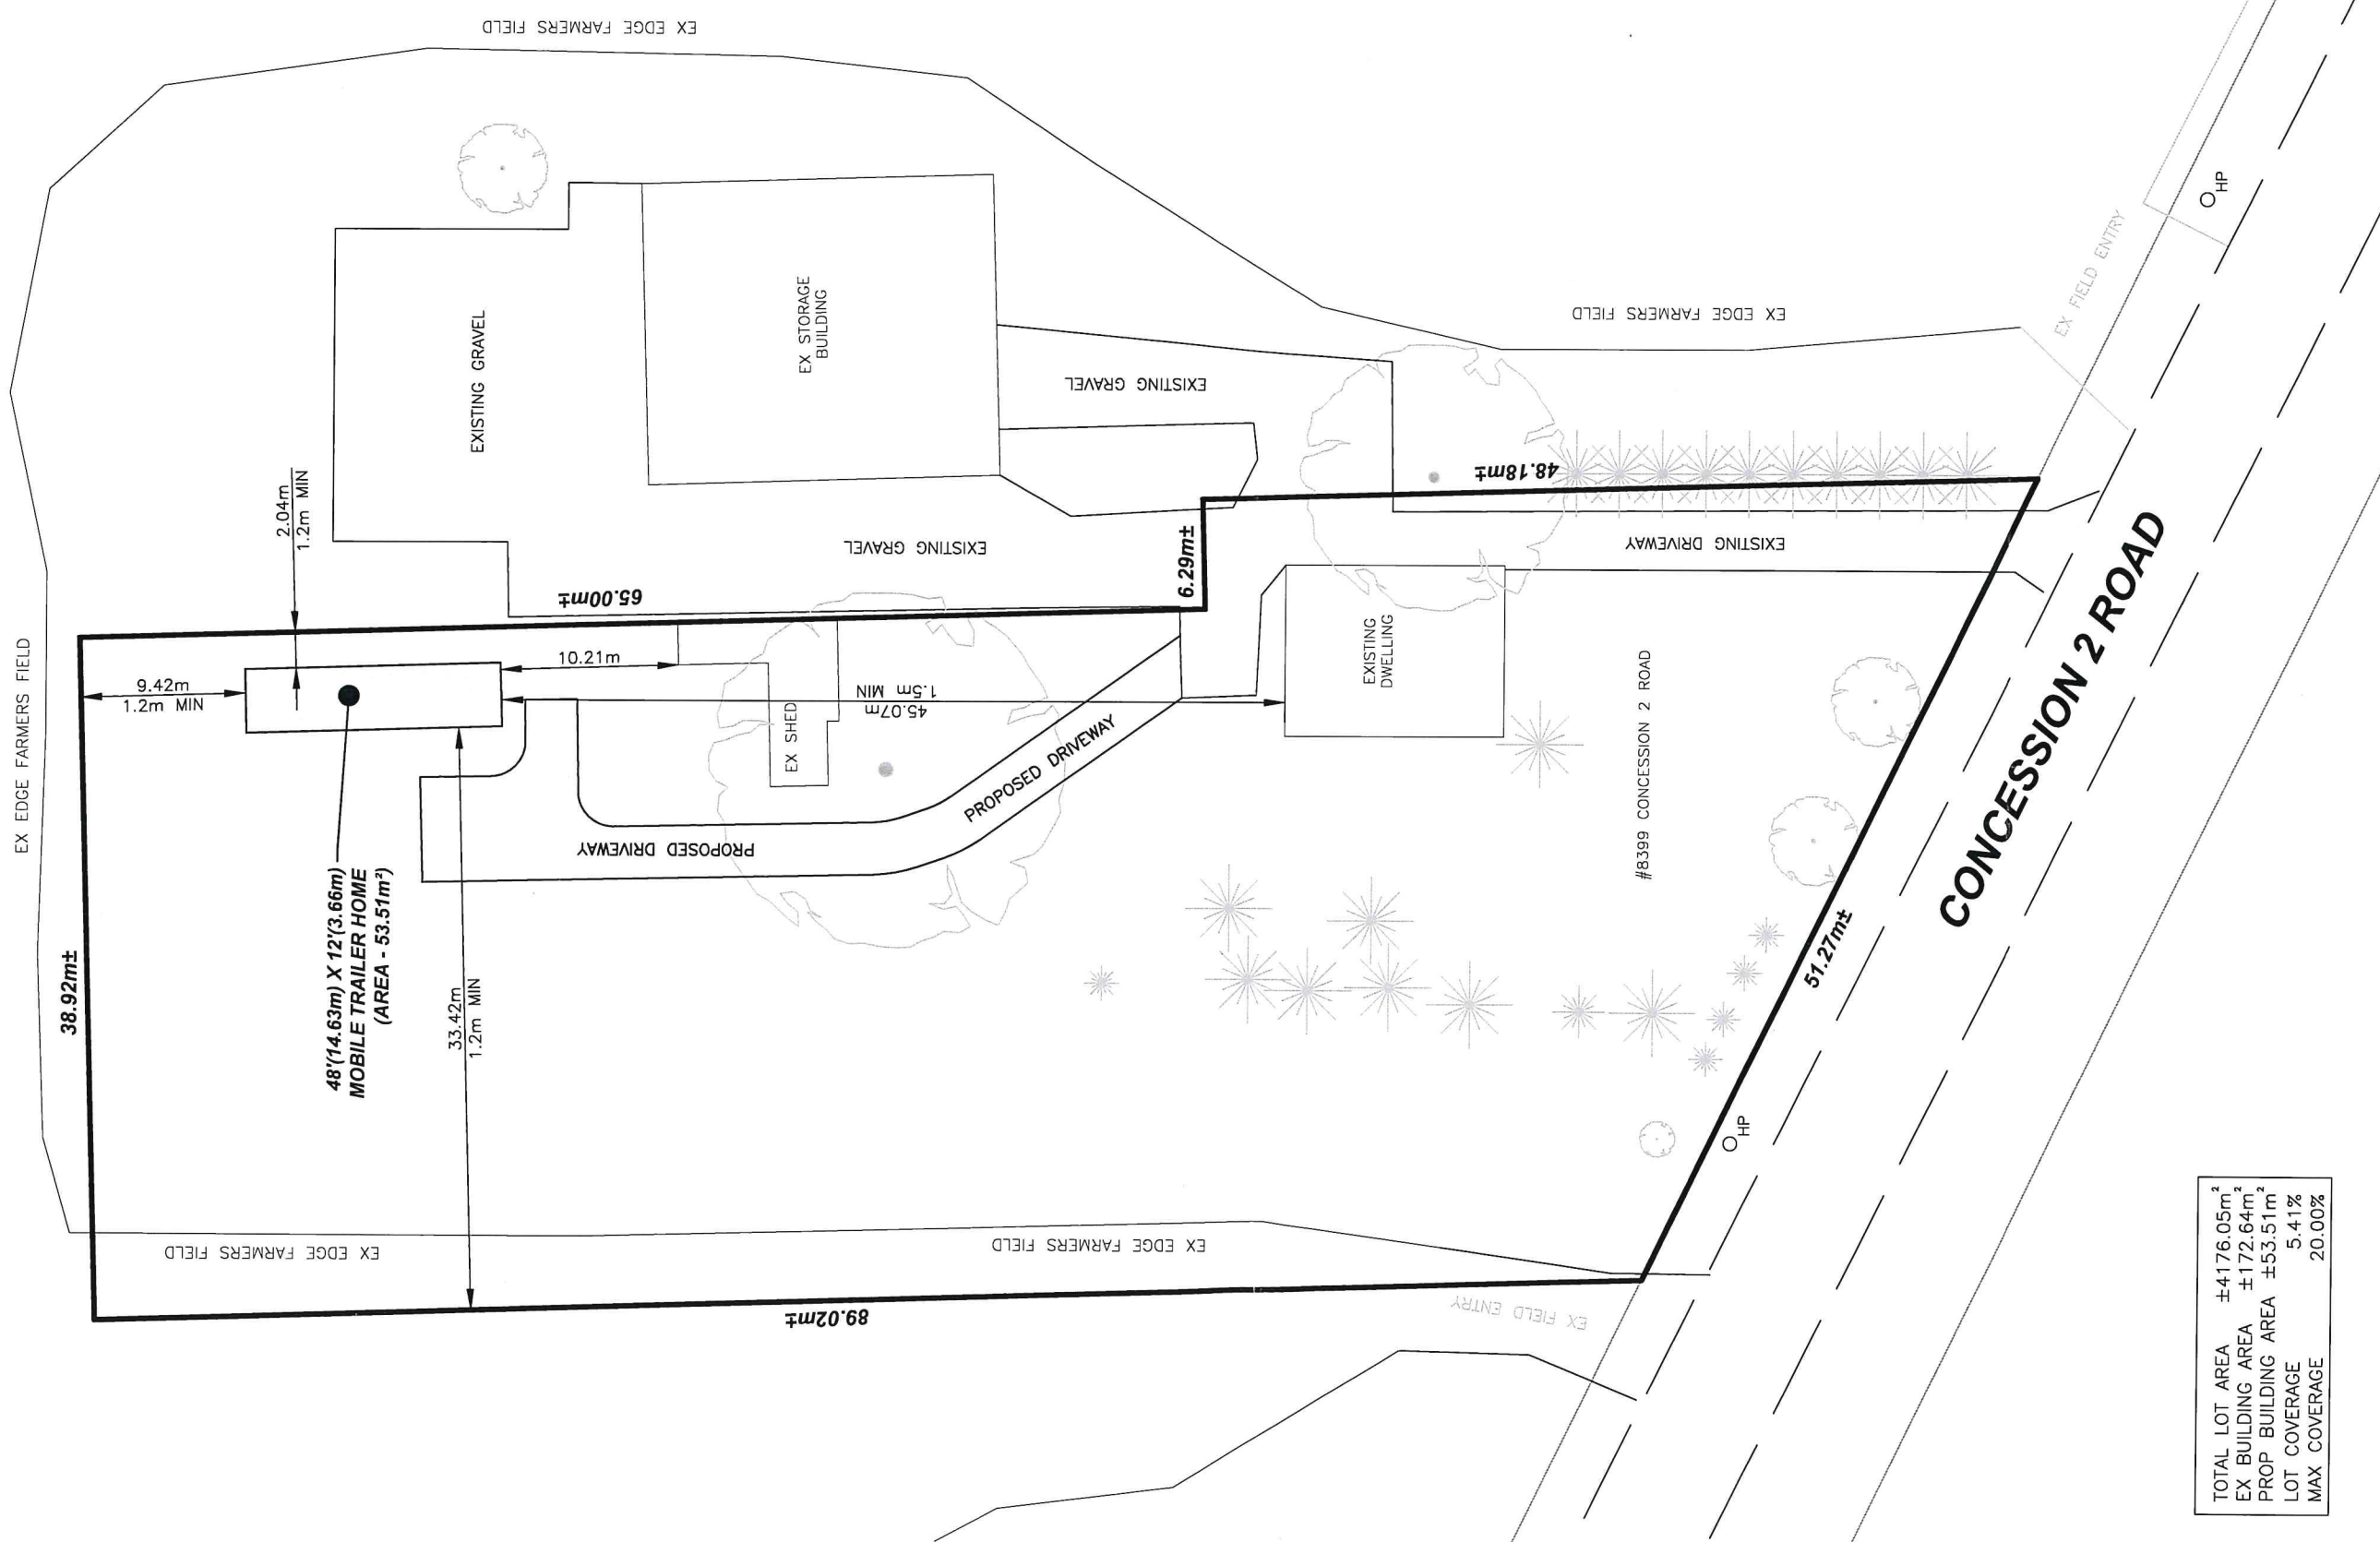 EX EDGE FARMERS FIELD
EX EDGE FARMERS FIELD
EXISTING GRAVEL
EX STORAGE
BUILDING
EXISTING GRAVEL
EX EDGE FARMERS FIELD
EX FIELD ENTRY
HP
2.04m
1.2m MIN
EXISTING GRAVEL
65.00m±
6.29m±
48.18m±
EXISTING DRIVEWAY
9.42m
1.2m MIN
10.21m
45.07m
1.5m MIN
EX SHED
EXISTING
DWELLING
PROPOSED DRIVEWAY
PROPOSED DRIVEWAY
#8399 CONCESSION 2 ROAD
CONCESSION 2 ROAD
48'(14.63m) X 12'(3.66m)
MOBILE TRAILER HOME
(AREA - 53.51m²)
38.92m±
33.42m
1.2m MIN
51.27m±
HP
EX EDGE FARMERS FIELD
EX EDGE FARMERS FIELD
89.02m±
EX FIELD ENTRY
TOTAL LOT AREA ±4176.05m²
EX BUILDING AREA ±172.64m²
PROP BUILDING AREA ±53.51m²
LOT COVERAGE 5.41%
MAX COVERAGE 20.00%